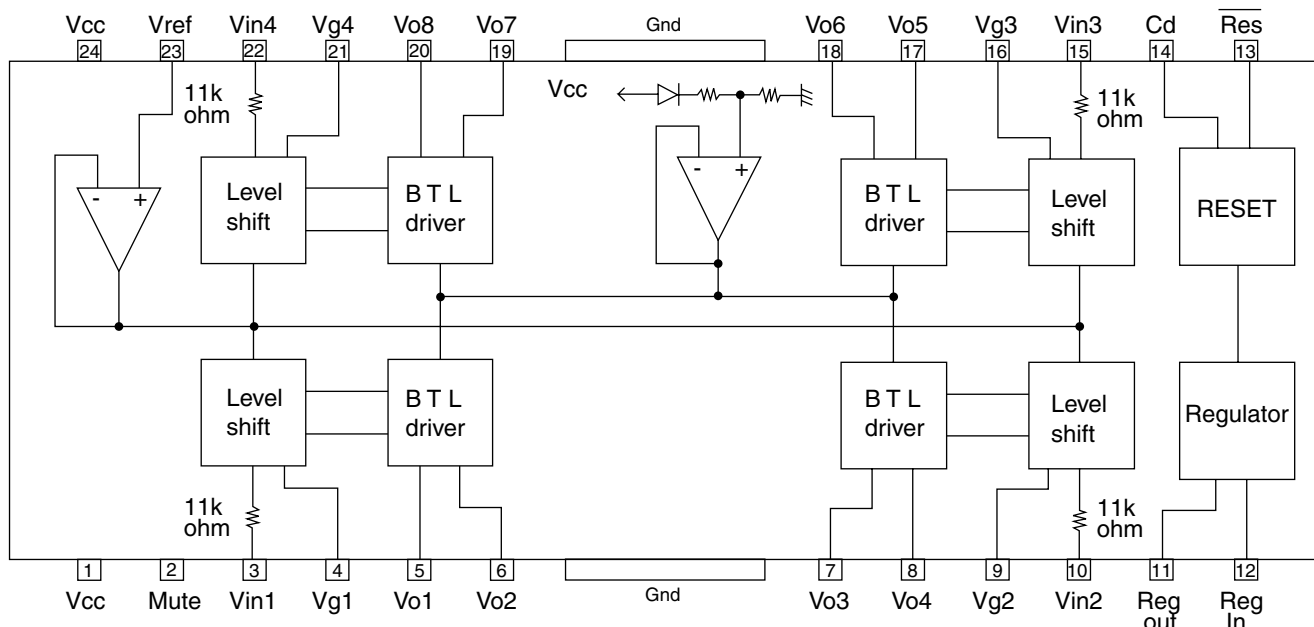 Vcc Vref Vin4 Vg4 Vo8 Vo7 Gnd Vo6 Vo5 Vg3 Vin3 Cd Res
24 23 22 21 20 19 18 17 16 15 14 13
Vcc
11k
ohm
11k
ohm
- +
Level
shift
B T L
driver
- +
B T L
driver
Level
shift
RESET
Level
shift
B T L
driver
B T L
driver
Level
shift
Regulator
11k
ohm
11k
ohm
1 2 3 4 5 6 7 8 9 10 11 12
Vcc Mute Vin1 Vg1 Vo1 Vo2 Gnd Vo3 Vo4 Vg2 Vin2 Reg Reg
out In